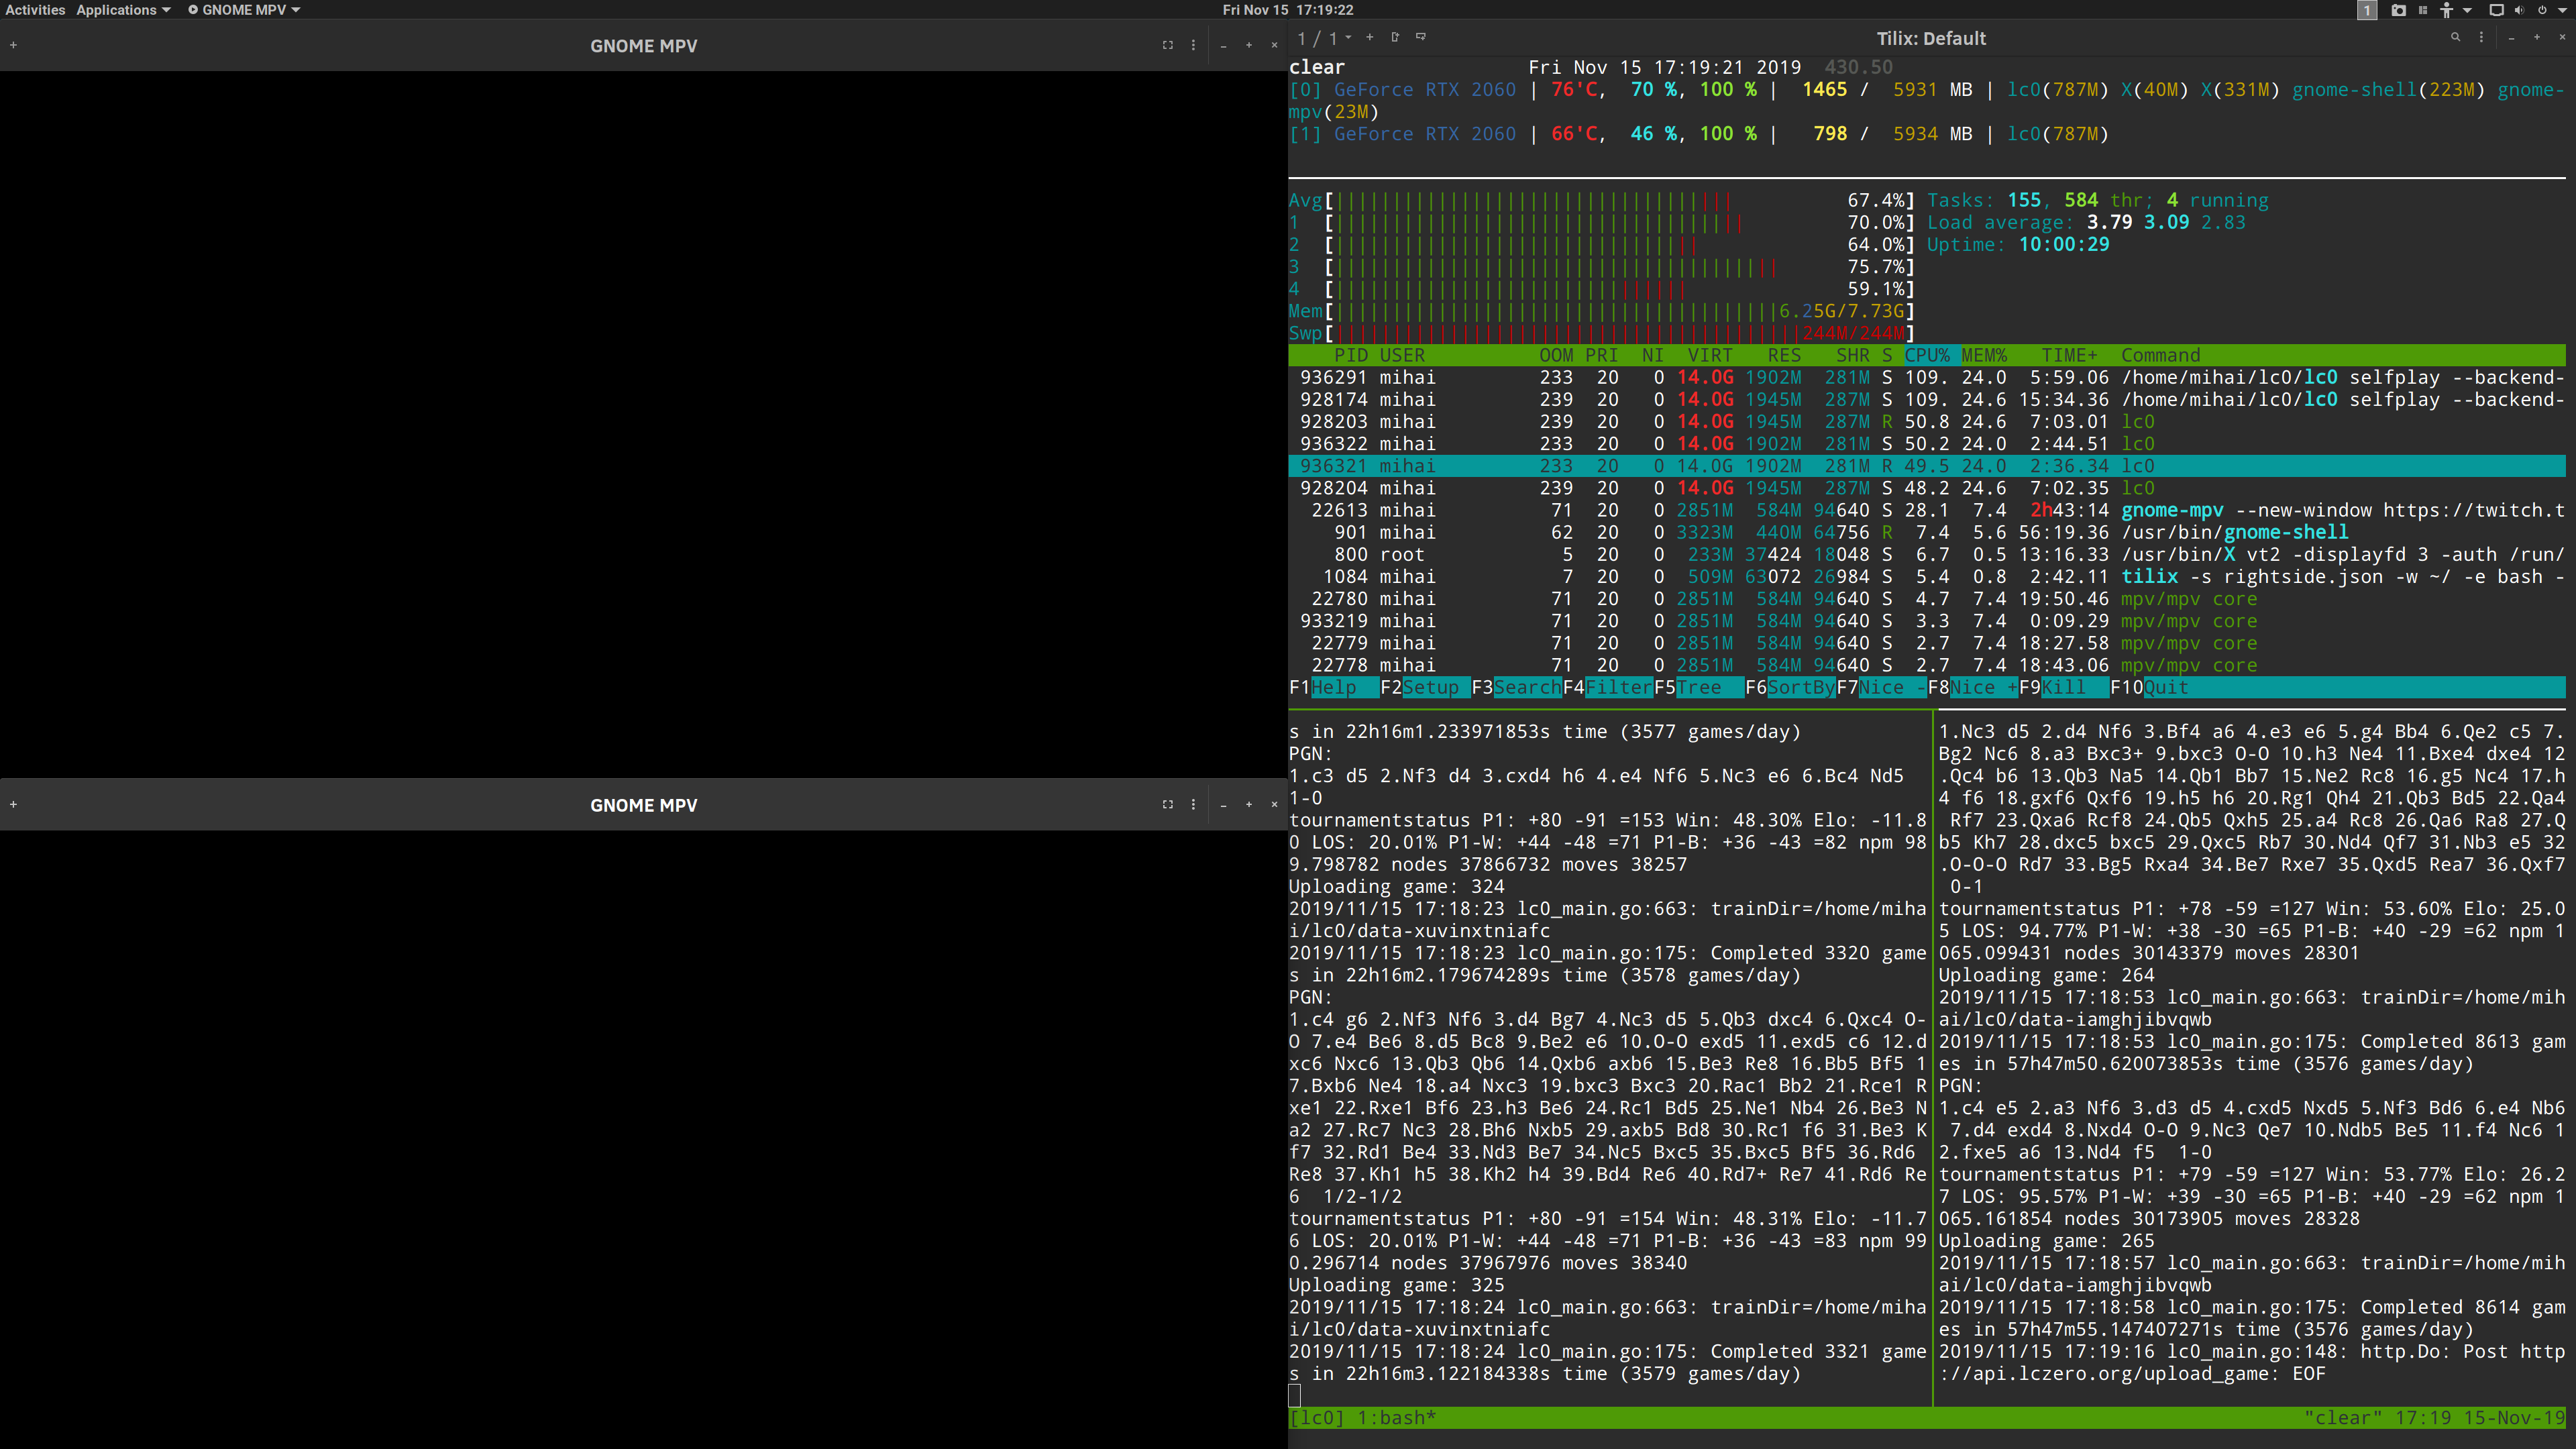 Activities Applications GNOME MPV Fri Nov 15 17:19:22 1
GNOME MPV
1 / 1 Tilix: Default
clear Fri Nov 15 17:19:21 2019 430.50
[0] GeForce RTX 2060 | 76'C, 70 %, 100 % | 1465 / 5931 MB | lc0(787M) X(40M) X(331M) gnome-shell(223M) gnome-
mpv(23M)
[1] GeForce RTX 2060 | 66'C, 46 %, 100 % | 798 / 5934 MB | lc0(787M)
Avg[ 67.4%] Tasks: 155, 584 thr; 4 running
1 [ 70.0%] Load average: 3.79 3.09 2.83
2 [ 64.0%] Uptime: 10:00:29
3 [ 75.7%]
4 [ 59.1%]
Mem[ 6.25G/7.73G]
Swp[ 244M/244M]
PID USER OOM PRI NI VIRT RES SHR S CPU% MEM% TIME+ Command
936291 mihai 233 20 0 14.0G 1902M 281M S 109. 24.0 5:59.06 /home/mihai/lc0/lc0 selfplay --backend-
928174 mihai 239 20 0 14.0G 1945M 287M S 109. 24.6 15:34.36 /home/mihai/lc0/lc0 selfplay --backend-
928203 mihai 239 20 0 14.0G 1945M 287M R 50.8 24.6 7:03.01 lc0
936322 mihai 233 20 0 14.0G 1902M 281M S 50.2 24.0 2:44.51 lc0
936321 mihai 233 20 0 14.0G 1902M 281M R 49.5 24.0 2:36.34 lc0
928204 mihai 239 20 0 14.0G 1945M 287M S 48.2 24.6 7:02.35 lc0
22613 mihai 71 20 0 2851M 584M 94640 S 28.1 7.4 2h43:14 gnome-mpv --new-window https://twitch.t
901 mihai 62 20 0 3323M 440M 64756 R 7.4 5.6 56:19.36 /usr/bin/gnome-shell
800 root 5 20 0 233M 37424 18048 S 6.7 0.5 13:16.33 /usr/bin/X vt2 -displayfd 3 -auth /run/
1084 mihai 7 20 0 509M 63072 26984 S 5.4 0.8 2:42.11 tilix -s rightside.json -w ~/ -e bash -
22780 mihai 71 20 0 2851M 584M 94640 S 4.7 7.4 19:50.46 mpv/mpv core
933219 mihai 71 20 0 2851M 584M 94640 S 3.3 7.4 0:09.29 mpv/mpv core
22779 mihai 71 20 0 2851M 584M 94640 S 2.7 7.4 18:27.58 mpv/mpv core
22778 mihai 71 20 0 2851M 584M 94640 S 2.7 7.4 18:43.06 mpv/mpv core
F1Help F2Setup F3SearchF4FilterF5Tree F6SortByF7Nice -F8Nice +F9Kill F10Quit
GNOME MPV
s in 22h16m1.233971853s time (3577 games/day)
PGN:
1.c3 d5 2.Nf3 d4 3.cxd4 h6 4.e4 Nf6 5.Nc3 e6 6.Bc4 Nd5
1-0
tournamentstatus P1: +80 -91 =153 Win: 48.30% Elo: -11.8
0 LOS: 20.01% P1-W: +44 -48 =71 P1-B: +36 -43 =82 npm 98
9.798782 nodes 37866732 moves 38257
Uploading game: 324
2019/11/15 17:18:23 lc0_main.go:663: trainDir=/home/miha
i/lc0/data-xuvinxtniafc
2019/11/15 17:18:23 lc0_main.go:175: Completed 3320 game
s in 22h16m2.179674289s time (3578 games/day)
PGN:
1.c4 g6 2.Nf3 Nf6 3.d4 Bg7 4.Nc3 d5 5.Qb3 dxc4 6.Qxc4 O-
O 7.e4 Be6 8.d5 Bc8 9.Be2 e6 10.O-O exd5 11.exd5 c6 12.d
xc6 Nxc6 13.Qb3 Qb6 14.Qxb6 axb6 15.Be3 Re8 16.Bb5 Bf5 1
7.Bxb6 Ne4 18.a4 Nxc3 19.bxc3 Bxc3 20.Rac1 Bb2 21.Rce1 R
xe1 22.Rxe1 Bf6 23.h3 Be6 24.Rc1 Bd5 25.Ne1 Nb4 26.Be3 N
a2 27.Rc7 Nc3 28.Bh6 Nxb5 29.axb5 Bd8 30.Rc1 f6 31.Be3 K
f7 32.Rd1 Be4 33.Nd3 Be7 34.Nc5 Bxc5 35.Bxc5 Bf5 36.Rd6
Re8 37.Kh1 h5 38.Kh2 h4 39.Bd4 Re6 40.Rd7+ Re7 41.Rd6 Re
6 1/2-1/2
tournamentstatus P1: +80 -91 =154 Win: 48.31% Elo: -11.7
6 LOS: 20.01% P1-W: +44 -48 =71 P1-B: +36 -43 =83 npm 99
0.296714 nodes 37967976 moves 38340
Uploading game: 325
2019/11/15 17:18:24 lc0_main.go:663: trainDir=/home/miha
i/lc0/data-xuvinxtniafc
2019/11/15 17:18:24 lc0_main.go:175: Completed 3321 game
s in 22h16m3.122184338s time (3579 games/day)
1.Nc3 d5 2.d4 Nf6 3.Bf4 a6 4.e3 e6 5.g4 Bb4 6.Qe2 c5 7.
Bg2 Nc6 8.a3 Bxc3+ 9.bxc3 O-O 10.h3 Ne4 11.Bxe4 dxe4 12
.Qc4 b6 13.Qb3 Na5 14.Qb1 Bb7 15.Ne2 Rc8 16.g5 Nc4 17.h
4 f6 18.gxf6 Qxf6 19.h5 h6 20.Rg1 Qh4 21.Qb3 Bd5 22.Qa4
Rf7 23.Qxa6 Rcf8 24.Qb5 Qxh5 25.a4 Rc8 26.Qa6 Ra8 27.Q
b5 Kh7 28.dxc5 bxc5 29.Qxc5 Rb7 30.Nd4 Qf7 31.Nb3 e5 32
.O-O-O Rd7 33.Bg5 Rxa4 34.Be7 Rxe7 35.Qxd5 Rea7 36.Qxf7
0-1
tournamentstatus P1: +78 -59 =127 Win: 53.60% Elo: 25.0
5 LOS: 94.77% P1-W: +38 -30 =65 P1-B: +40 -29 =62 npm 1
065.099431 nodes 30143379 moves 28301
Uploading game: 264
2019/11/15 17:18:53 lc0_main.go:663: trainDir=/home/mih
ai/lc0/data-iamghjibvqwb
2019/11/15 17:18:53 lc0_main.go:175: Completed 8613 gam
es in 57h47m50.620073853s time (3576 games/day)
PGN:
1.c4 e5 2.a3 Nf6 3.d3 d5 4.cxd5 Nxd5 5.Nf3 Bd6 6.e4 Nb6
7.d4 exd4 8.Nxd4 O-O 9.Nc3 Qe7 10.Ndb5 Be5 11.f4 Nc6 1
2.fxe5 a6 13.Nd4 f5 1-0
tournamentstatus P1: +79 -59 =127 Win: 53.77% Elo: 26.2
7 LOS: 95.57% P1-W: +39 -30 =65 P1-B: +40 -29 =62 npm 1
065.161854 nodes 30173905 moves 28328
Uploading game: 265
2019/11/15 17:18:57 lc0_main.go:663: trainDir=/home/mih
ai/lc0/data-iamghjibvqwb
2019/11/15 17:18:58 lc0_main.go:175: Completed 8614 gam
es in 57h47m55.147407271s time (3576 games/day)
2019/11/15 17:19:16 lc0_main.go:148: http.Do: Post http
://api.lczero.org/upload_game: EOF
[lc0] 1:bash* "clear" 17:19 15-Nov-19